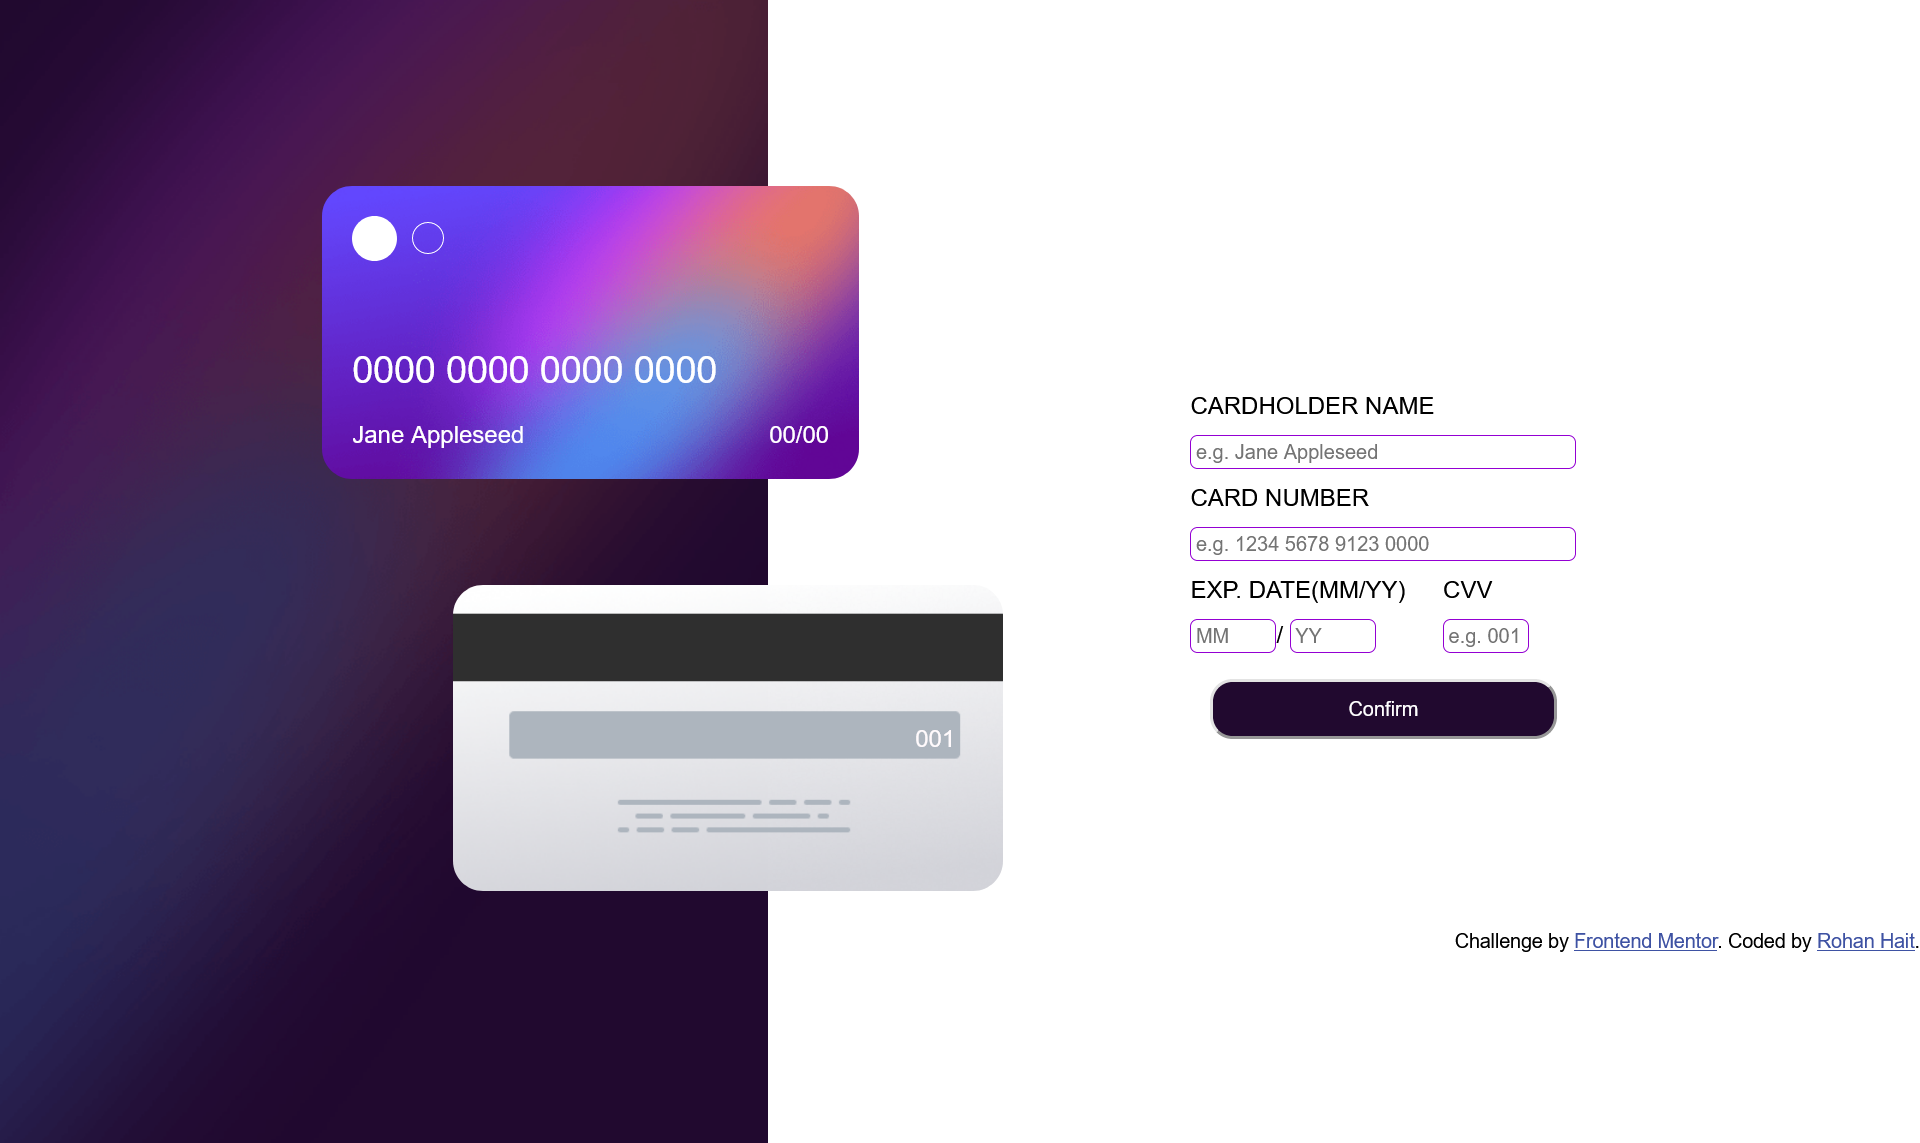 0000 0000 0000 0000
Jane Appleseed 00/00
001
CARDHOLDER NAME
e.g. Jane Appleseed
CARD NUMBER
e.g. 1234 5678 9123 0000
EXP. DATE(MM/YY) CVV
MM / YY e.g. 001
Confirm
Challenge by Frontend Mentor. Coded by Rohan Hait.